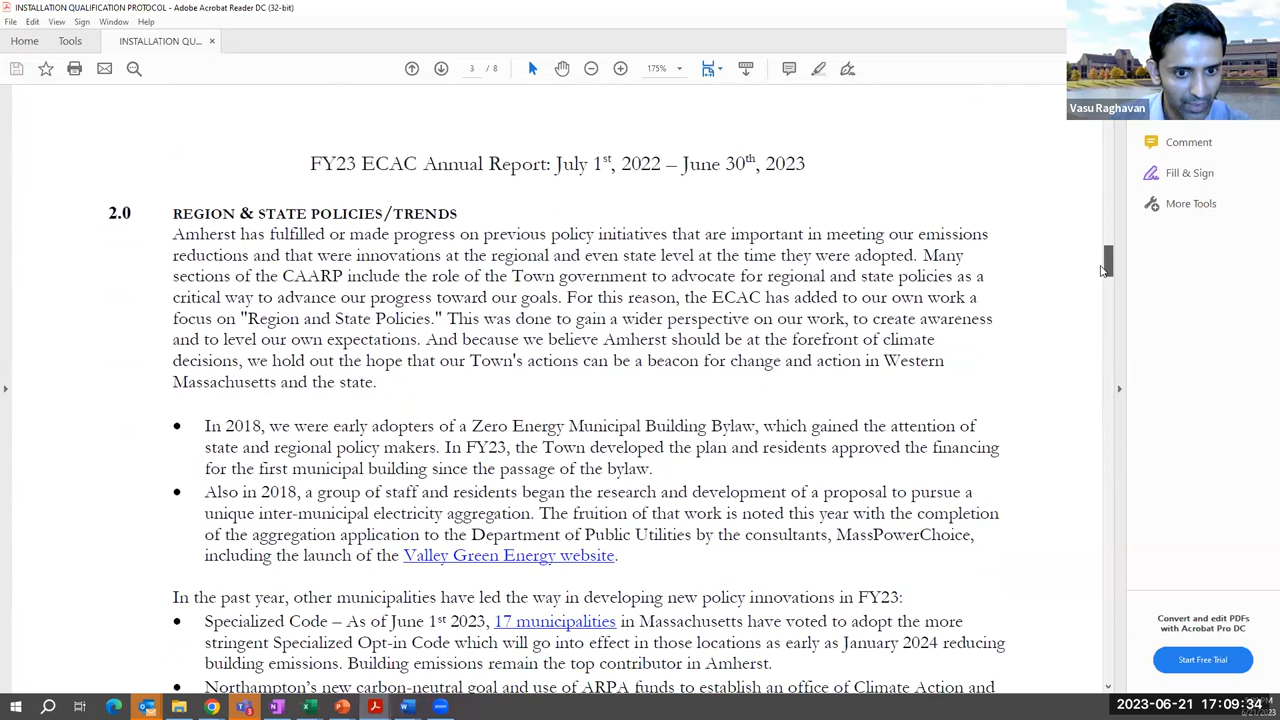 INSTALLATION QUALIFICATION PROTOCOL - Adobe Acrobat Reader DC (32-bit)
File Edit View Sign Window Help
Home Tools INSTALLATION QU... ×
3 / 8 175%
Vasu Raghavan
Comment
Fill & Sign
More Tools
FY23 ECAC Annual Report: July 1st, 2022 – June 30th, 2023
2.0 REGION & STATE POLICIES/TRENDS
Amherst has fulfilled or made progress on previous policy initiatives that are important in meeting our emissions
reductions and that were innovations at the regional and even state level at the time they were adopted. Many
sections of the CAARP include the role of the Town government to advocate for regional and state policies as a
critical way to advance our progress toward our goals. For this reason, the ECAC has added to our own work a
focus on "Region and State Policies." This was done to gain a wider perspective on our work, to create awareness
and to level our own expectations. And because we believe Amherst should be at the forefront of climate
decisions, we hold out the hope that our Town's actions can be a beacon for change and action in Western
Massachusetts and the state.
• In 2018, we were early adopters of a Zero Energy Municipal Building Bylaw, which gained the attention of
state and regional policy makers. In FY23, the Town developed the plan and residents approved the financing
for the first municipal building since the passage of the bylaw.
• Also in 2018, a group of staff and residents began the research and development of a proposal to pursue a
unique inter-municipal electricity aggregation. The fruition of that work is noted this year with the completion
of the aggregation application to the Department of Public Utilities by the consultants, MassPowerChoice,
including the launch of the Valley Green Energy website.
In the past year, other municipalities have led the way in developing new policy innovations in FY23:
• Specialized Code – As of June 1st 2023, 17 municipalities in Massachusetts have voted to adopt the more
stringent Specialized Opt-in Code which will go into effect in those locations as early as January 2024 reducing
building emissions. Building emissions remain the top contributor in Amherst.
• Northampton's new carbon-neutral goal and use of ARPA funds to establish an office of Climate Action and
Convert and edit PDFs
with Acrobat Pro DC
Start Free Trial
2023-06-21 17:09:34